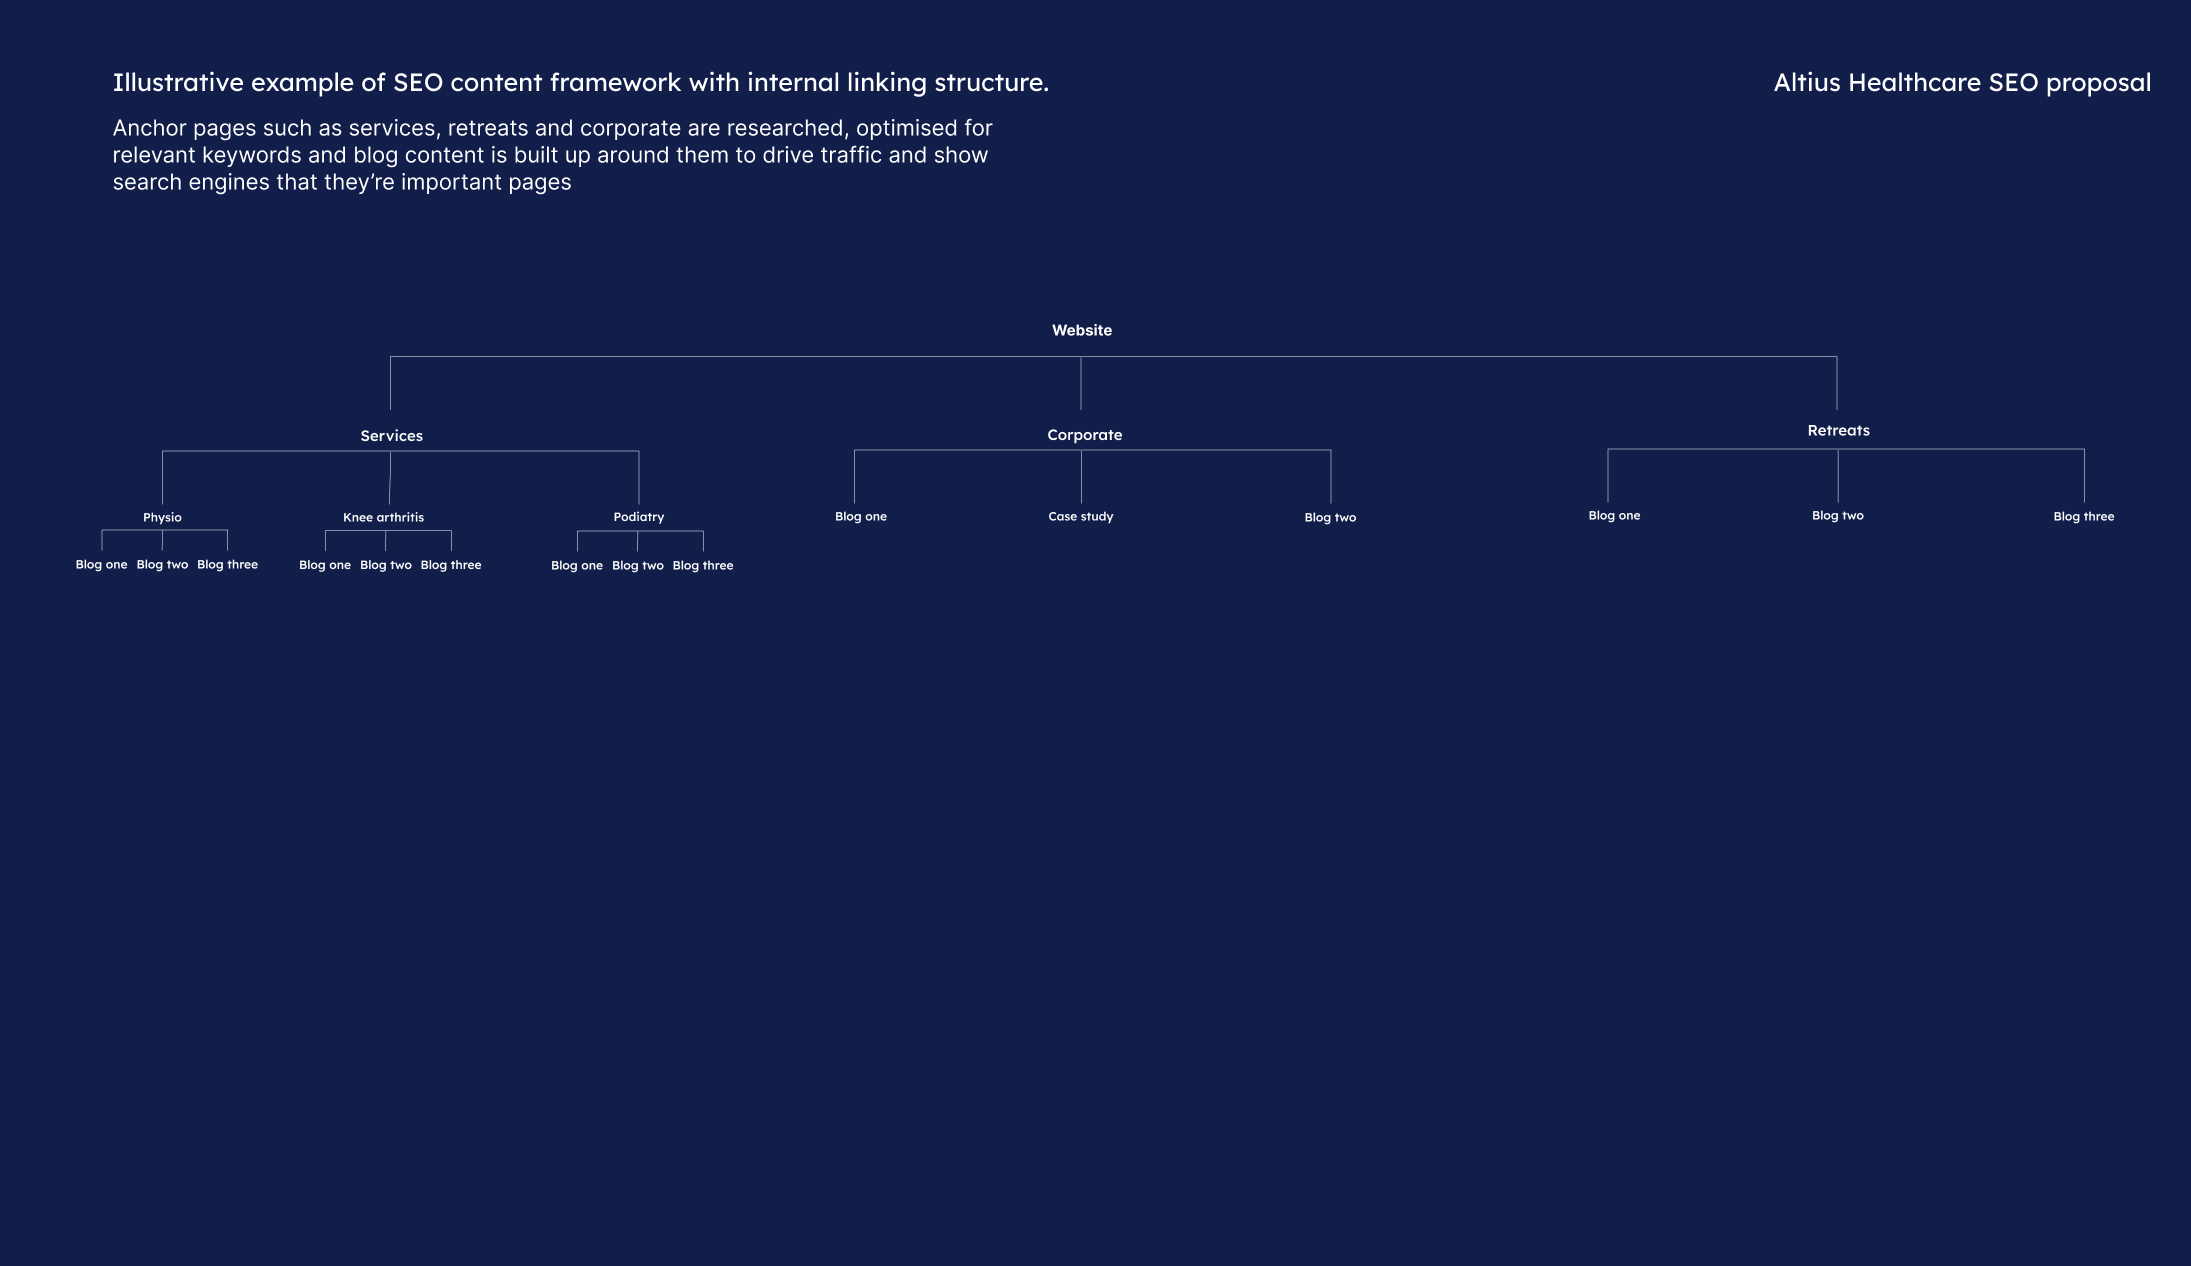 Illustrative example of SEO content framework with internal linking structure.
Altius Healthcare SEO proposal
Anchor pages such as services, retreats and corporate are researched, optimised for
relevant keywords and blog content is built up around them to drive traffic and show
search engines that they’re important pages
Website
Services
Corporate
Retreats
Physio
Knee arthritis
Podiatry
Blog one
Case study
Blog two
Blog one
Blog two
Blog three
Blog one Blog two Blog three
Blog one Blog two Blog three
Blog one Blog two Blog three